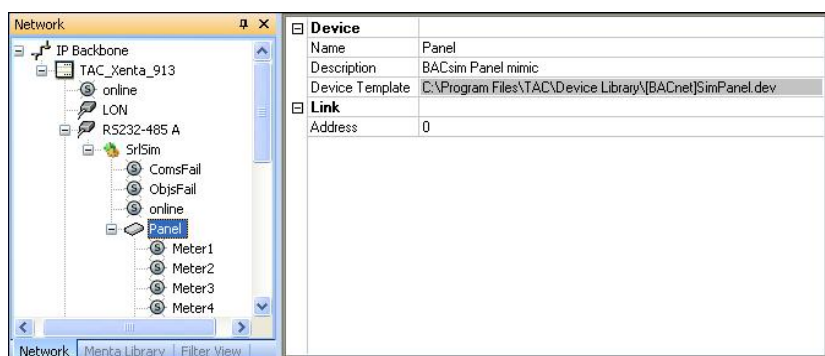 Network
IP Backbone
TAC_Xenta_913
online
LON
RS232-485 A
SrlSim
ComsFail
ObjsFail
online
Panel
Meter1
Meter2
Meter3
Meter4
Network Menta Library Filter View
Device
Name Panel
Description BACsim Panel mimic
Device Template C:\Program Files\TAC\Device Library\[BACnet]SimPanel.dev
Link
Address 0